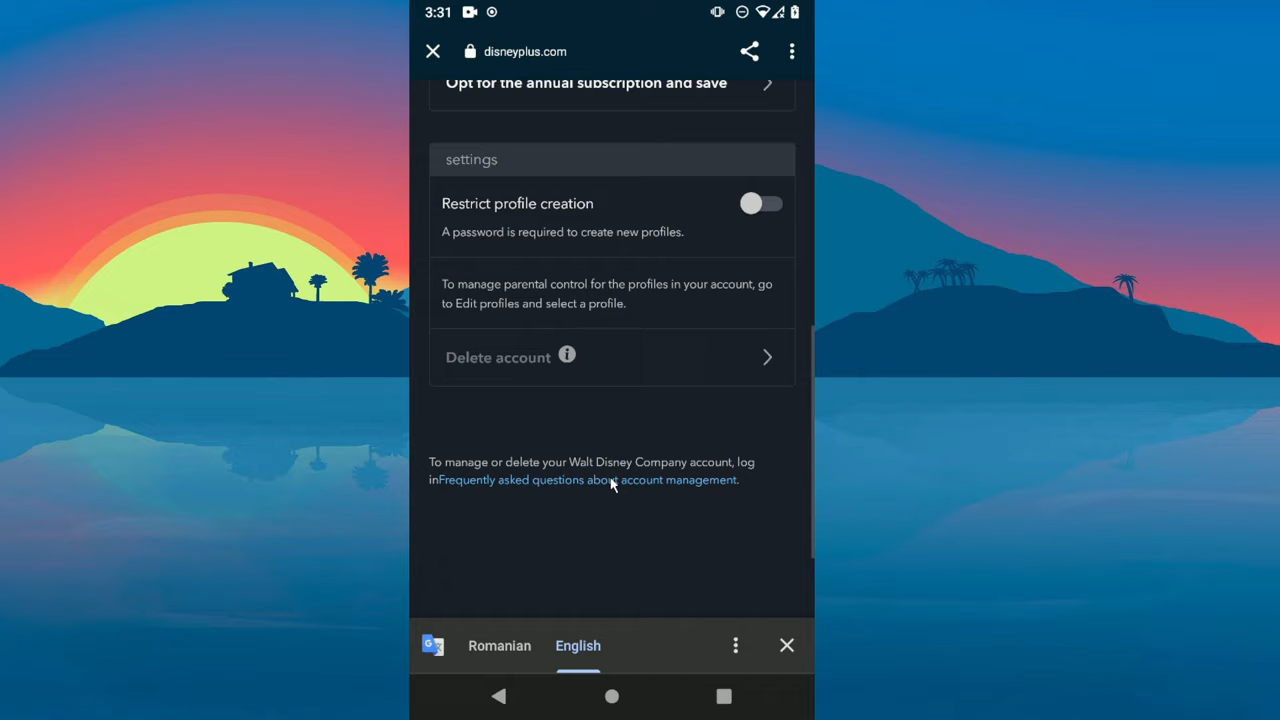 3:31
disneyplus.com
Opt for the annual subscription and save
settings
Restrict profile creation
A password is required to create new profiles.
To manage parental control for the profiles in your account, go
to Edit profiles and select a profile.
Delete account
To manage or delete your Walt Disney Company account, log
inFrequently asked questions about account management.
Romanian English